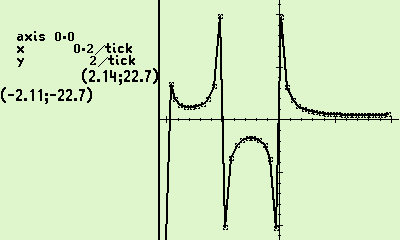 axis 0.0
x 0.2/tick
y 2/tick
(2.14;22.7)
(-2.11;-22.7)